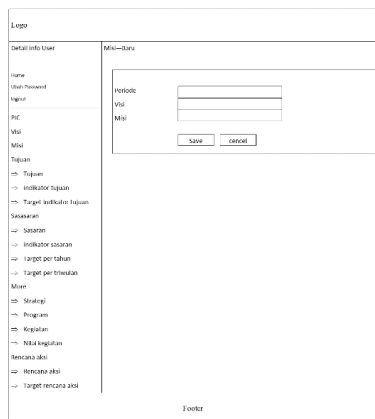 Logo
Detail Info User
Misi—Baru
Home
Ubah Password
logout
Periode
Visi
Misi
Save
cencel
PIC
Visi
Misi
Tujuan
⇒ Tujuan
⇒ indikator tujuan
⇒ Target indikator tujuan
Sasasaran
⇒ Sasaran
⇒ indikator sasaran
⇒ Target per tahun
⇒ Target per triwulan
More
⇒ Strategi
⇒ Program
⇒ Kegiatan
⇒ Nilai kegiatan
Rencana aksi
⇒ Rencana aksi
⇒ Target rencana aksi
Footer